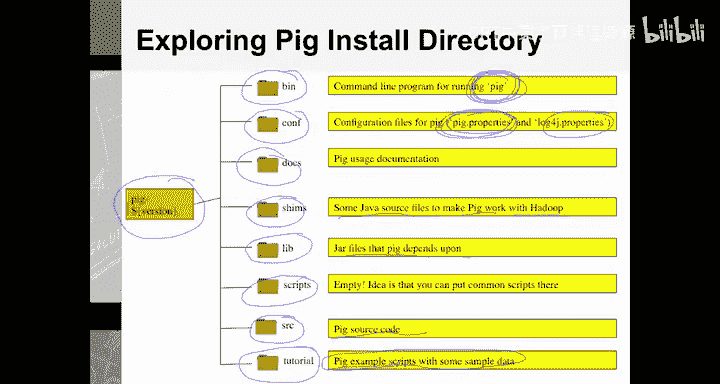 bilibili
Exploring Pig Install Directory
bin
Command line program for running 'pig'
conf
Configuration files for pig ('pig.properties' and 'log4j.properties')
docs
Pig usage documentation
pig-
shims
Some Java source files to make Pig work with Hadoop
lib
Jar files that pig depends upon
scripts
Empty! Idea is that you can put common scripts there
src
Pig source code
tutorial
Pig example scripts with some sample data